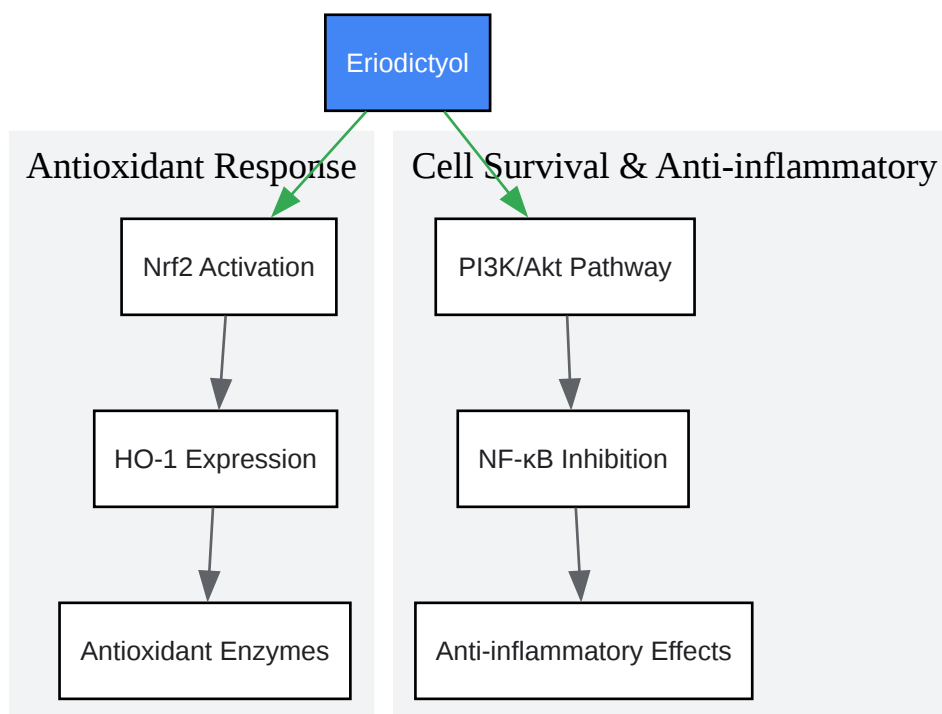 Eriodictyol
Antioxidant Response
Cell Survival & Anti-inflammatory
Nrf2 Activation
PI3K/Akt Pathway
HO-1 Expression
NF-κB Inhibition
Antioxidant Enzymes
Anti-inflammatory Effects